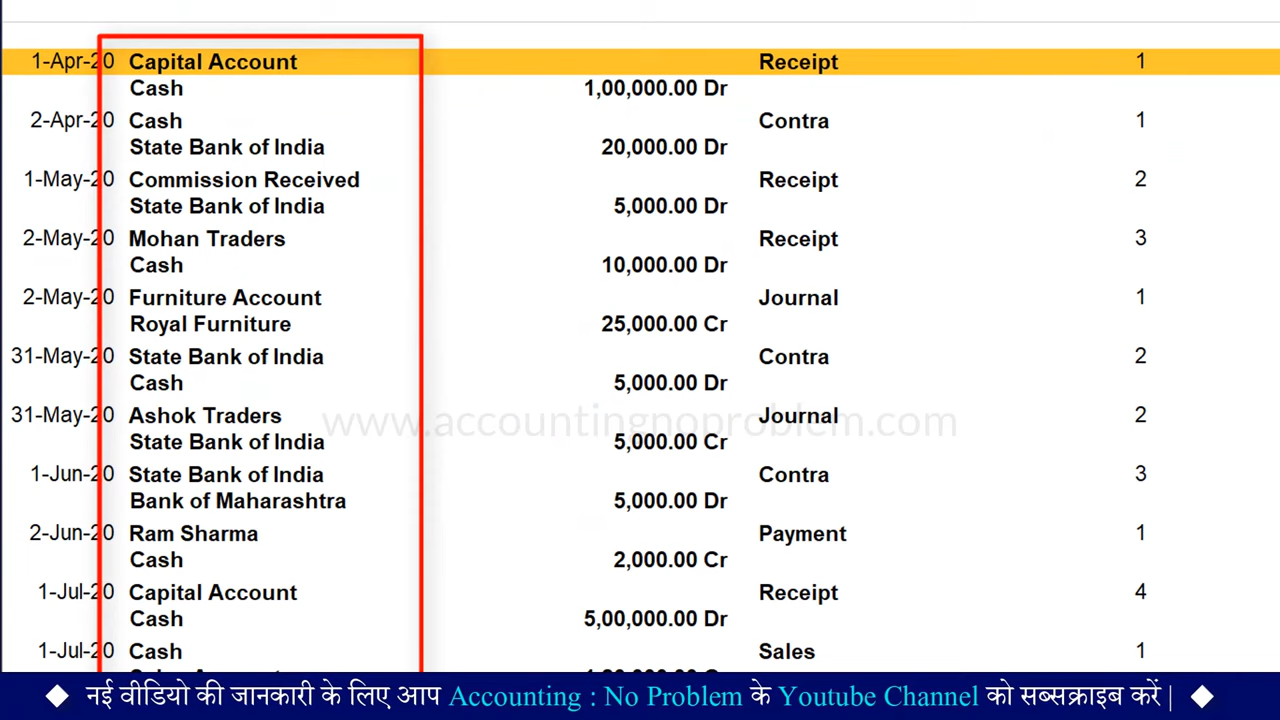 1-Apr-20 Capital Account Receipt 1
Cash 1,00,000.00 Dr
2-Apr-20 Cash Contra 1
State Bank of India 20,000.00 Dr
1-May-20 Commission Received Receipt 2
State Bank of India 5,000.00 Dr
2-May-20 Mohan Traders Receipt 3
Cash 10,000.00 Dr
2-May-20 Furniture Account Journal 1
Royal Furniture 25,000.00 Cr
31-May-20 State Bank of India Contra 2
Cash 5,000.00 Dr
31-May-20 Ashok Traders Journal 2
www.accountingnoproblem.com
State Bank of India 5,000.00 Cr
1-Jun-20 State Bank of India Contra 3
Bank of Maharashtra 5,000.00 Dr
2-Jun-20 Ram Sharma Payment 1
Cash 2,000.00 Cr
1-Jul-20 Capital Account Receipt 4
Cash 5,00,000.00 Dr
1-Jul-20 Cash Sales 1
◆ नई वीडियो की जानकारी के लिए आप Accounting : No Problem के Youtube Channel को सब्सक्राइब करें | ◆